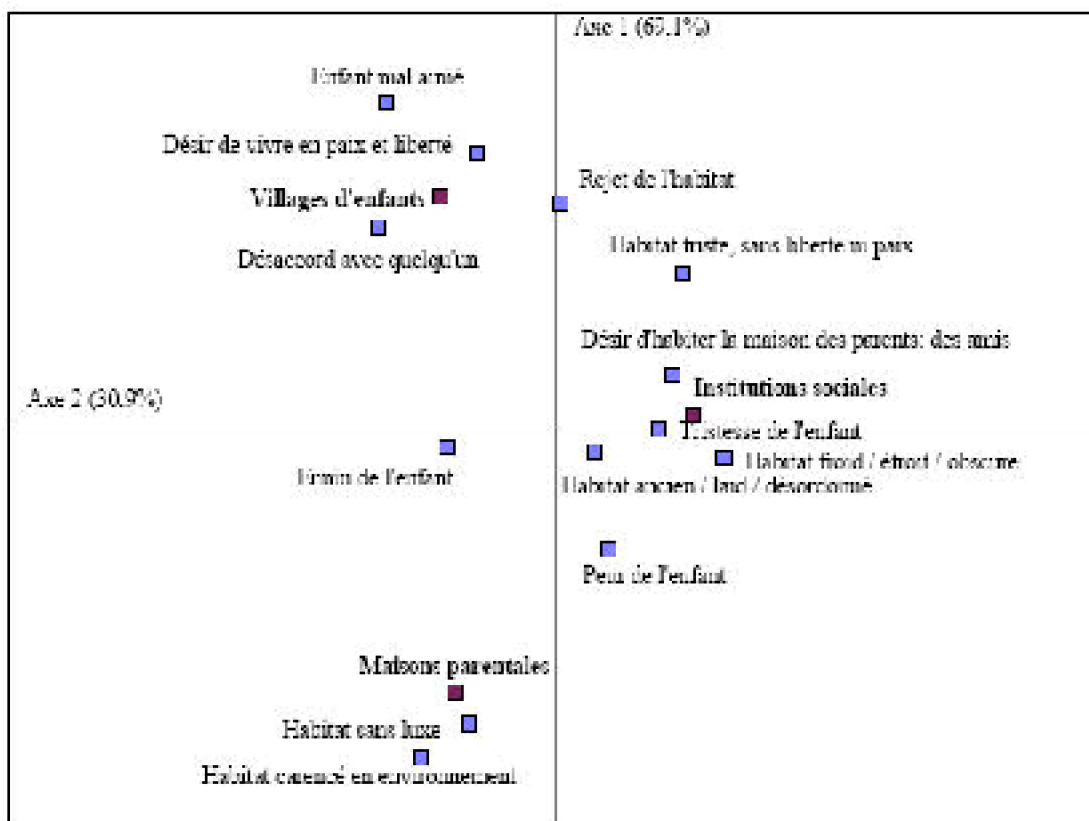 Axe 1 (69.1%)
Enfant mal aimé
Désir de vivre en paix et liberté
Rejet de l'habitat
Villages d'enfants
Habitat triste, sans liberte ni paix
Désaccord avec quelqu'un
Désir d'habiter la maison des parents: des amis
Institutions sociales
Axe 2 (30.9%)
Tristesse de l'enfant
Habitat froid / étroit / obscure
Ennui de l'enfant
Habitat ancien / laid / désordonné
Peur de l'enfant
Maisons parentales
Habitat sans luxe
Habitat carencé en environnement